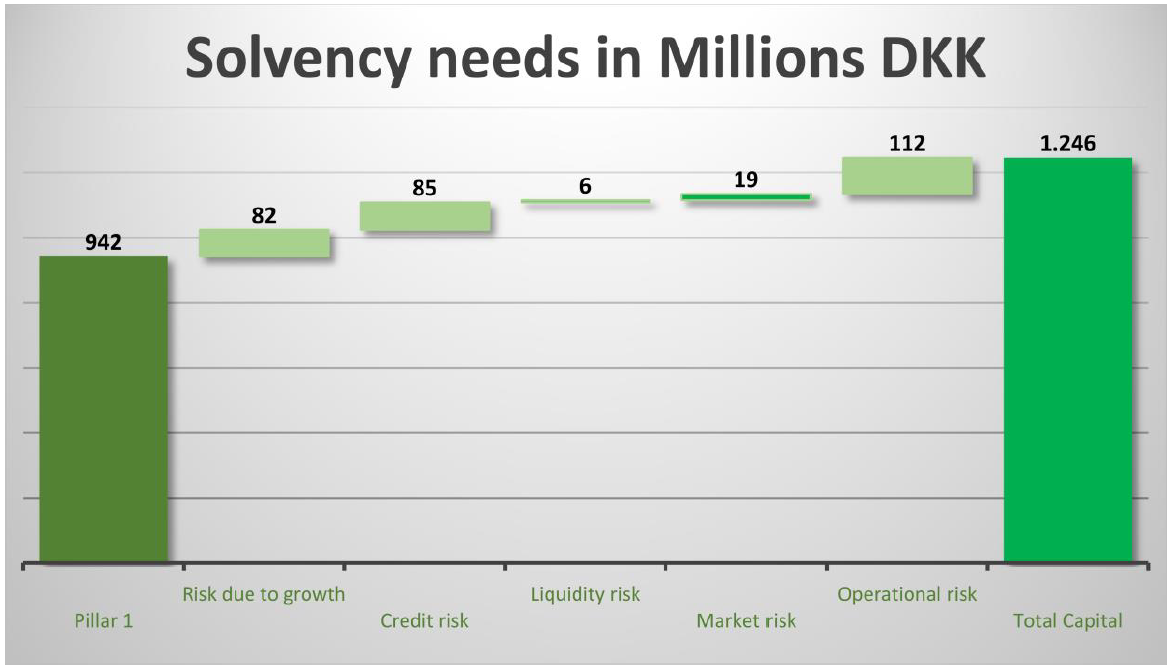 Solvency needs in Millions DKK
942
82
85
6
19
112
1.246
Risk due to growth
Liquidity risk
Operational risk
Pillar 1
Credit risk
Market risk
Total Capital